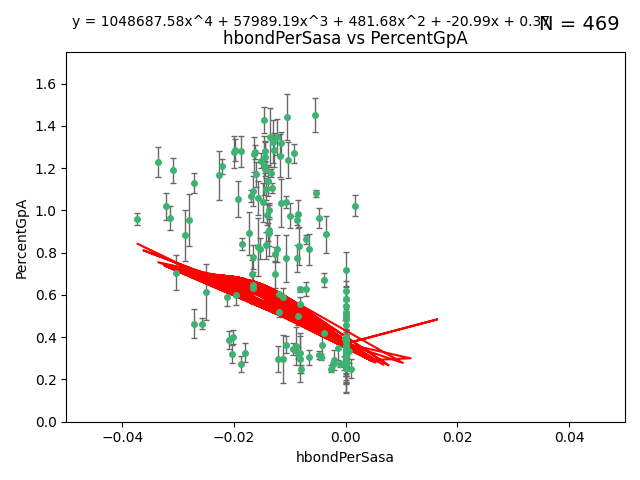 y = 1048687.58x^4 + 57989.19x^3 + 481.68x^2 + -20.99x + 0.37
N = 469
hbondPerSasa vs PercentGpA
1.6
1.4
1.2
1.0
0.8
0.6
0.4
0.2
0.0
PercentGpA
−0.04 −0.02 0.00 0.02 0.04
hbondPerSasa